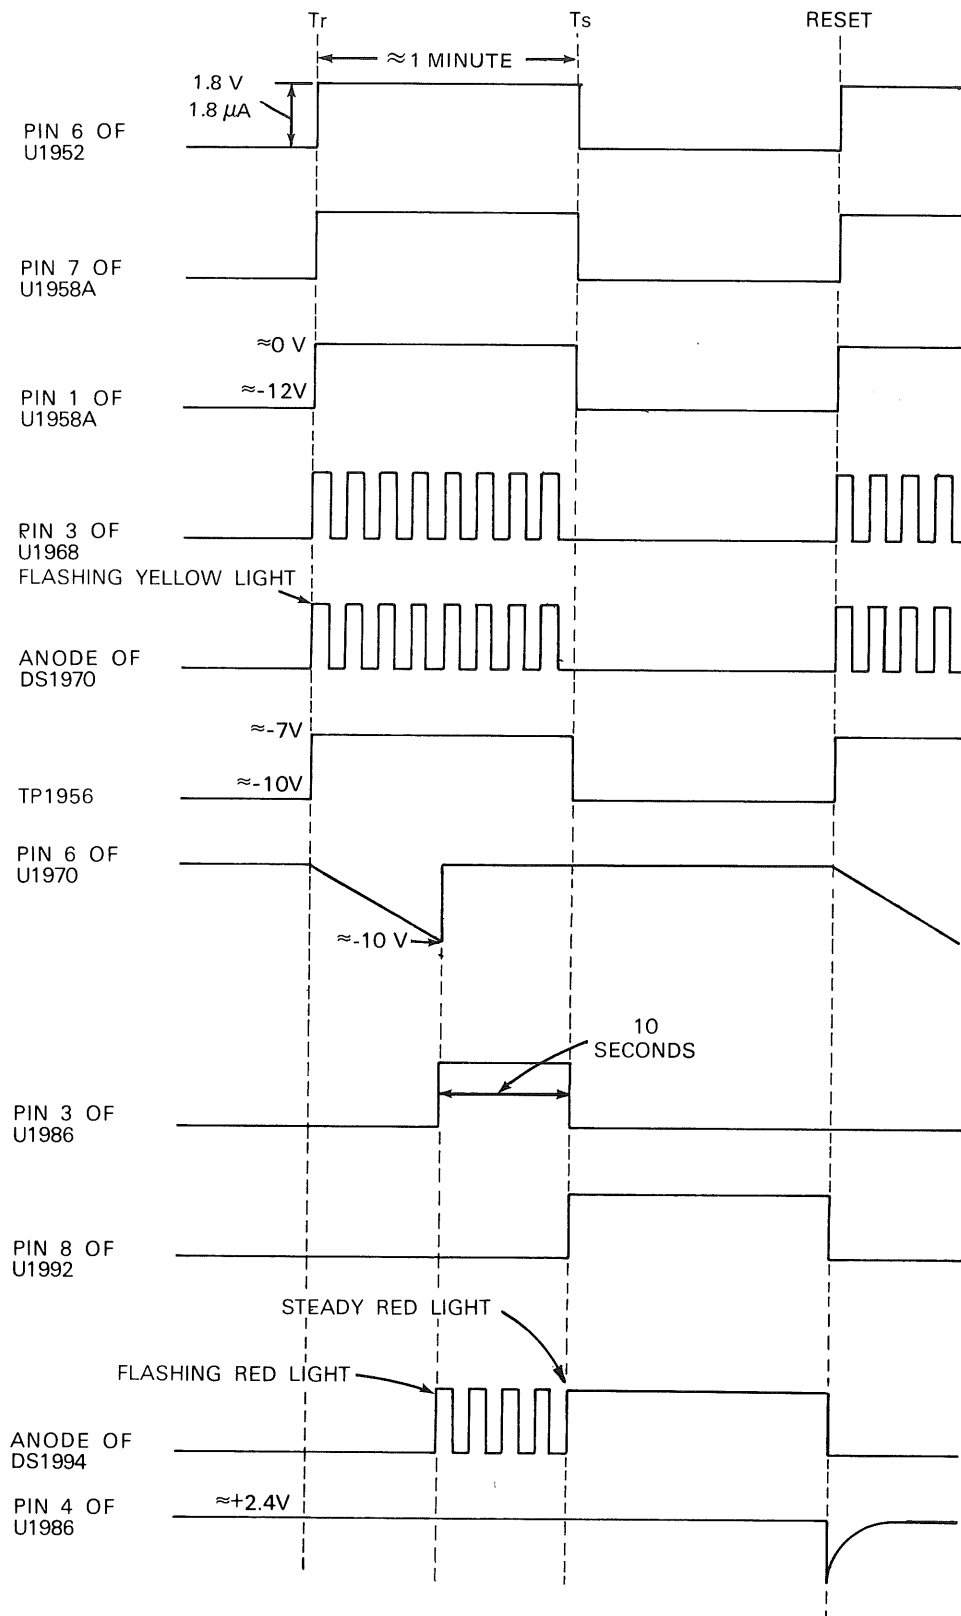 Tr Ts RESET
≈1 MINUTE
1.8 V
1.8 µA
PIN 6 OF
U1952
PIN 7 OF
U1958A
≈0 V
≈-12V
PIN 1 OF
U1958A
PIN 3 OF
U1968
FLASHING YELLOW LIGHT
ANODE OF
DS1970
≈-7V
≈-10V
TP1956
PIN 6 OF
U1970
≈-10 V
10
SECONDS
PIN 3 OF
U1986
PIN 8 OF
U1992
STEADY RED LIGHT
FLASHING RED LIGHT
ANODE OF
DS1994
≈+2.4V
PIN 4 OF
U1986